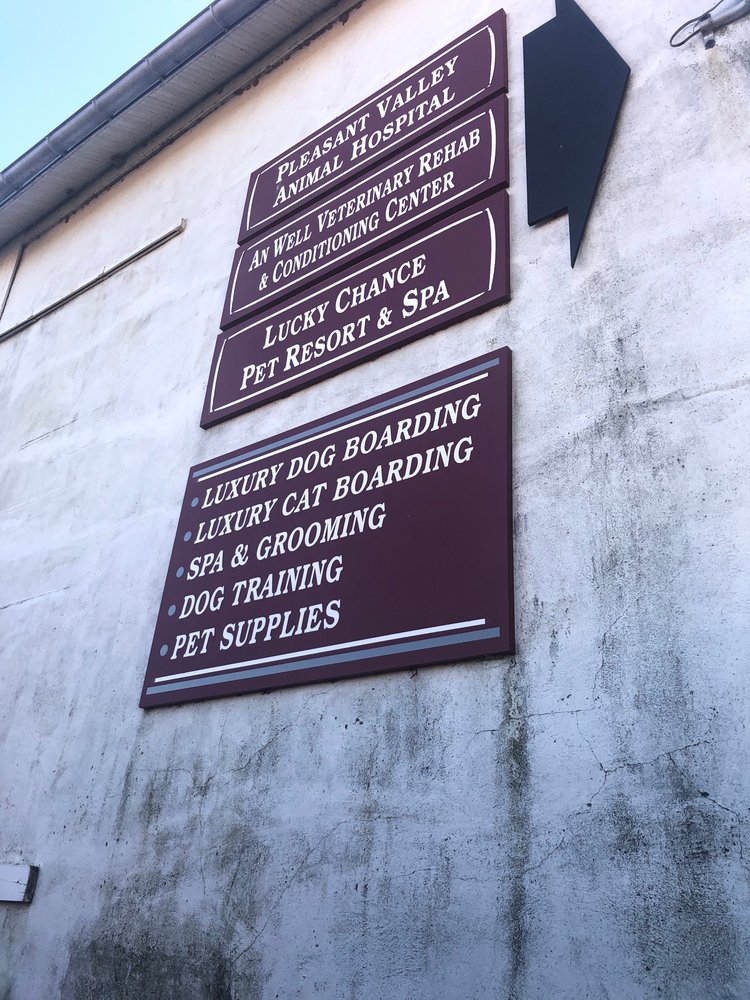 PLEASANT VALLEY
ANIMAL HOSPITAL
AN WELL VETERINARY REHAB
& CONDITIONING CENTER
LUCKY CHANCE
PET RESORT & SPA
• LUXURY DOG BOARDING
• LUXURY CAT BOARDING
• SPA & GROOMING
• DOG TRAINING
• PET SUPPLIES